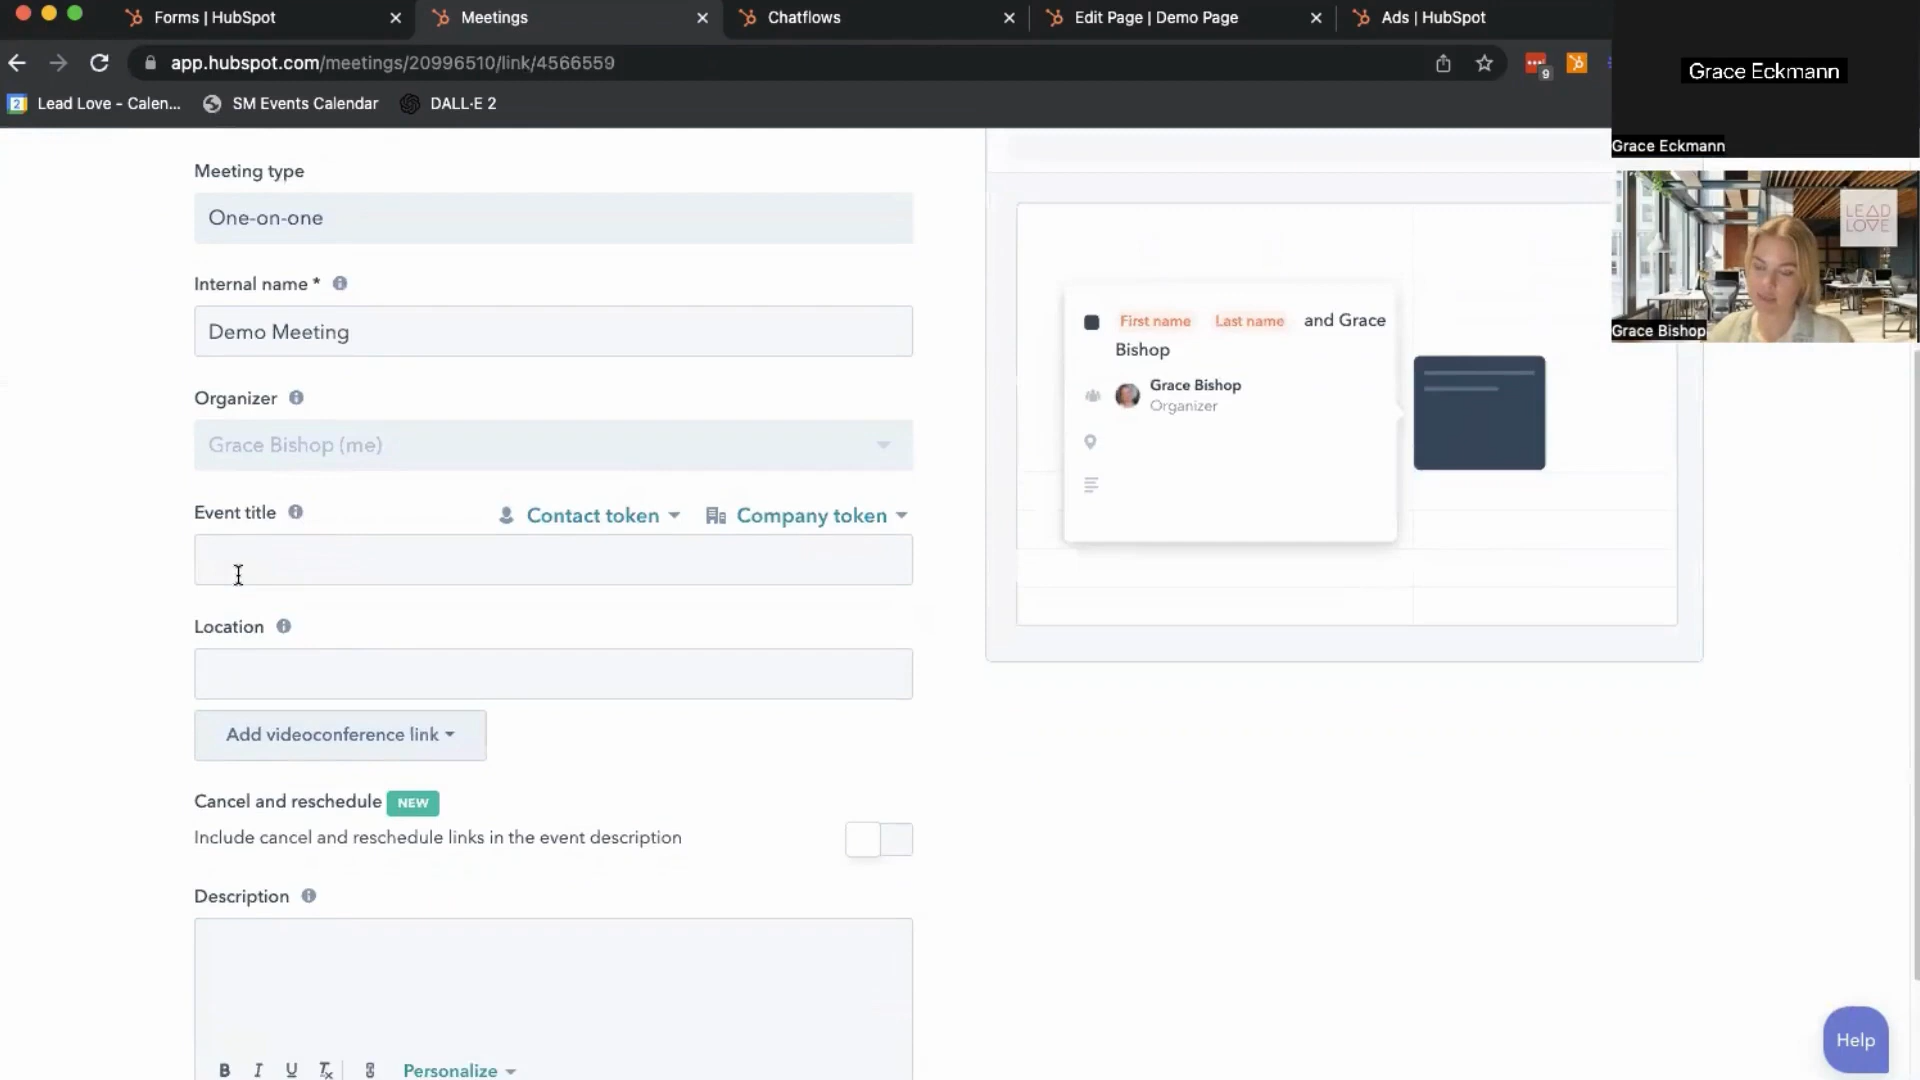 Forms | HubSpot
Meetings
Chatflows
Edit Page | Demo Page
Ads | HubSpot
app.hubspot.com/meetings/20996510/link/4566559
9
Grace Eckmann
2
Lead Love - Calen...
SM Events Calendar
DALL·E 2
Grace Eckmann
LEAD
LOVE
Grace Bishop
Meeting type
One-on-one
Internal name *
Demo Meeting
Organizer
Grace Bishop (me)
Event title
Contact token
Company token
Location
Add videoconference link
Cancel and reschedule NEW
Include cancel and reschedule links in the event description
Description
B I U Tx
Personalize
First name Last name and Grace
Bishop
Grace Bishop
Organizer
Help